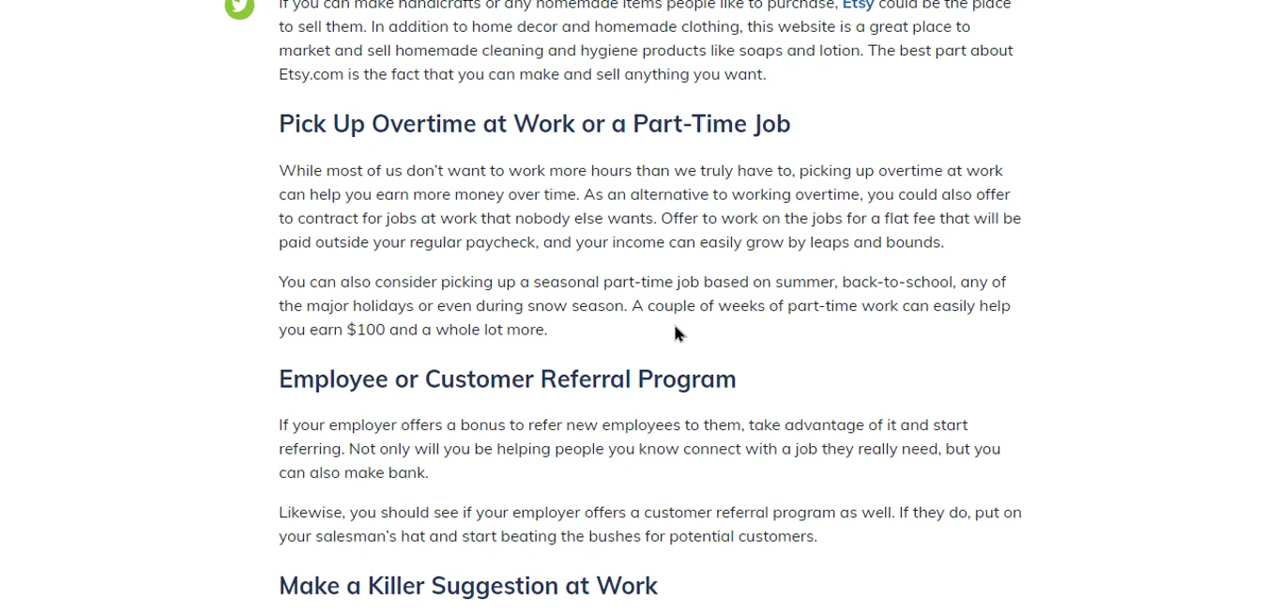 If you can make handicrafts or any homemade items people like to purchase, Etsy could be the place
to sell them. In addition to home decor and homemade clothing, this website is a great place to
market and sell homemade cleaning and hygiene products like soaps and lotion. The best part about
Etsy.com is the fact that you can make and sell anything you want.
Pick Up Overtime at Work or a Part-Time Job
While most of us don't want to work more hours than we truly have to, picking up overtime at work
can help you earn more money over time. As an alternative to working overtime, you could also offer
to contract for jobs at work that nobody else wants. Offer to work on the jobs for a flat fee that will be
paid outside your regular paycheck, and your income can easily grow by leaps and bounds.
You can also consider picking up a seasonal part-time job based on summer, back-to-school, any of
the major holidays or even during snow season. A couple of weeks of part-time work can easily help
you earn $100 and a whole lot more.
Employee or Customer Referral Program
If your employer offers a bonus to refer new employees to them, take advantage of it and start
referring. Not only will you be helping people you know connect with a job they really need, but you
can also make bank.
Likewise, you should see if your employer offers a customer referral program as well. If they do, put on
your salesman's hat and start beating the bushes for potential customers.
Make a Killer Suggestion at Work